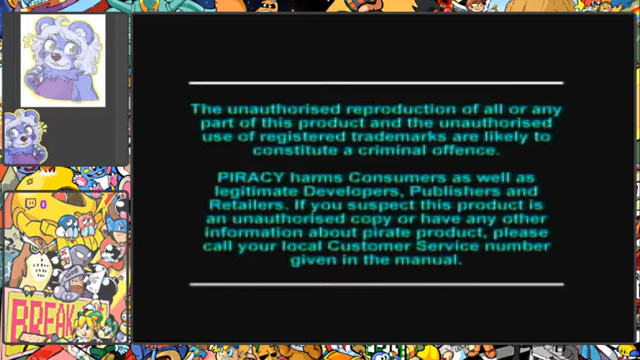 The unauthorised reproduction of all or any
part of this product and the unauthorised
use of registered trademarks are likely to
constitute a criminal offence.
PIRACY harms Consumers as well as
legitimate Developers, Publishers and
Retailers. If you suspect this product is
an unauthorised copy or have any other
information about pirate product, please
call your local Customer Service number
given in the manual.
0
BREAK